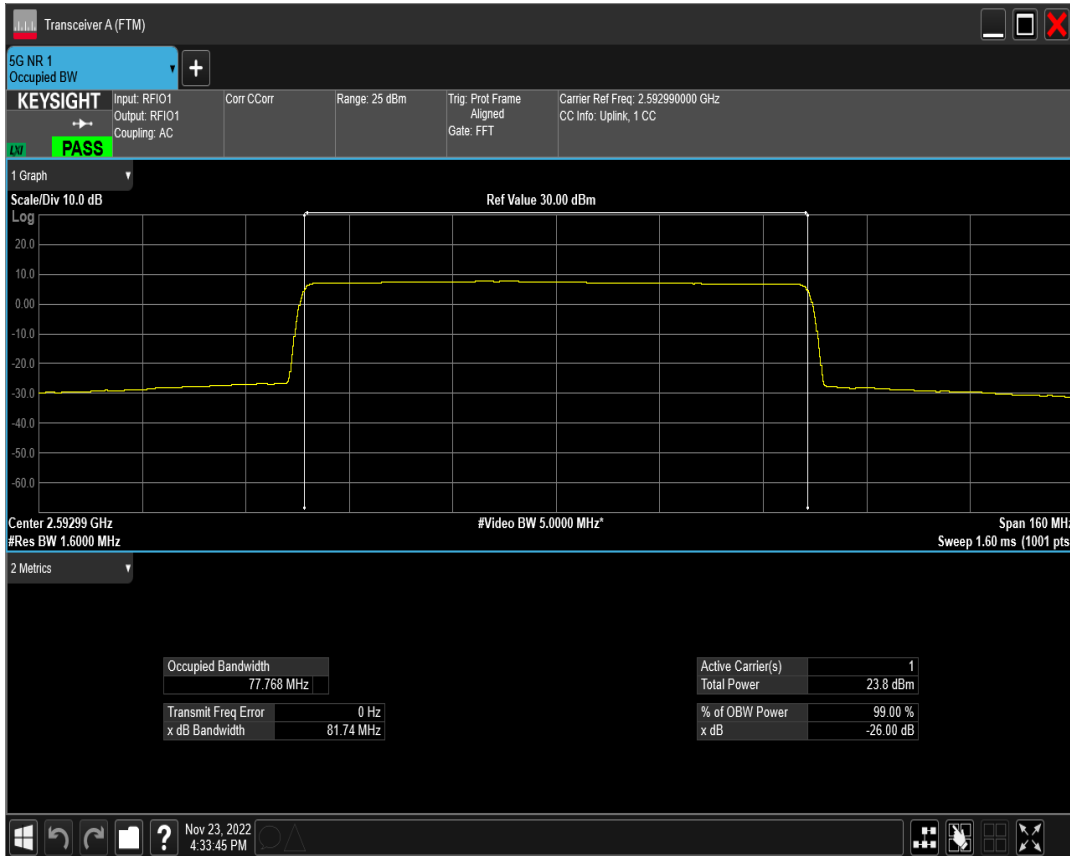 Transceiver A (FTM)
5G NR 1
Occupied BW
+
KEYSIGHT
LXI
PASS
Input: RFIO1
Output: RFIO1
Coupling: AC
Corr CCorr
Range: 25 dBm
Trig: Prot Frame
Aligned
Gate: FFT
Carrier Ref Freq: 2.592990000 GHz
CC Info: Uplink, 1 CC
1 Graph
Scale/Div 10.0 dB
Ref Value 30.00 dBm
Log
20.0
10.0
0.00
-10.0
-20.0
-30.0
-40.0
-50.0
-60.0
Center 2.59299 GHz
#Video BW 5.0000 MHz*
Span 160 MHz
#Res BW 1.6000 MHz
Sweep 1.60 ms (1001 pts
2 Metrics
Occupied Bandwidth
77.768 MHz
Transmit Freq Error 0 Hz
x dB Bandwidth 81.74 MHz
Active Carrier(s) 1
Total Power 23.8 dBm
% of OBW Power 99.00 %
x dB -26.00 dB
?
Nov 23, 2022
4:33:45 PM